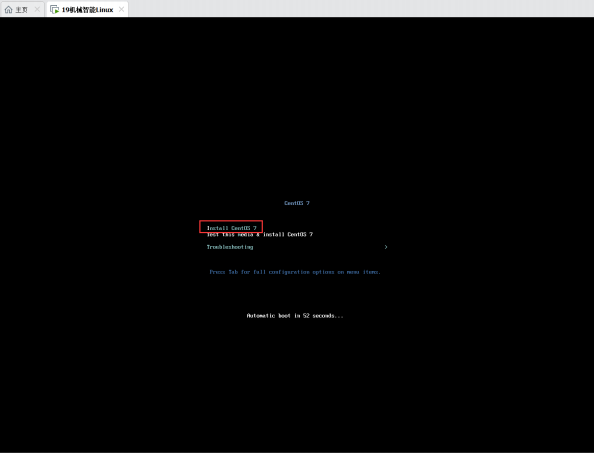 主页
19机械智能Linux
CentOS 7
Install CentOS 7
Test this media & install CentOS 7
Troubleshooting
Press Tab for full configuration options on menu items.
Automatic boot in 52 seconds...